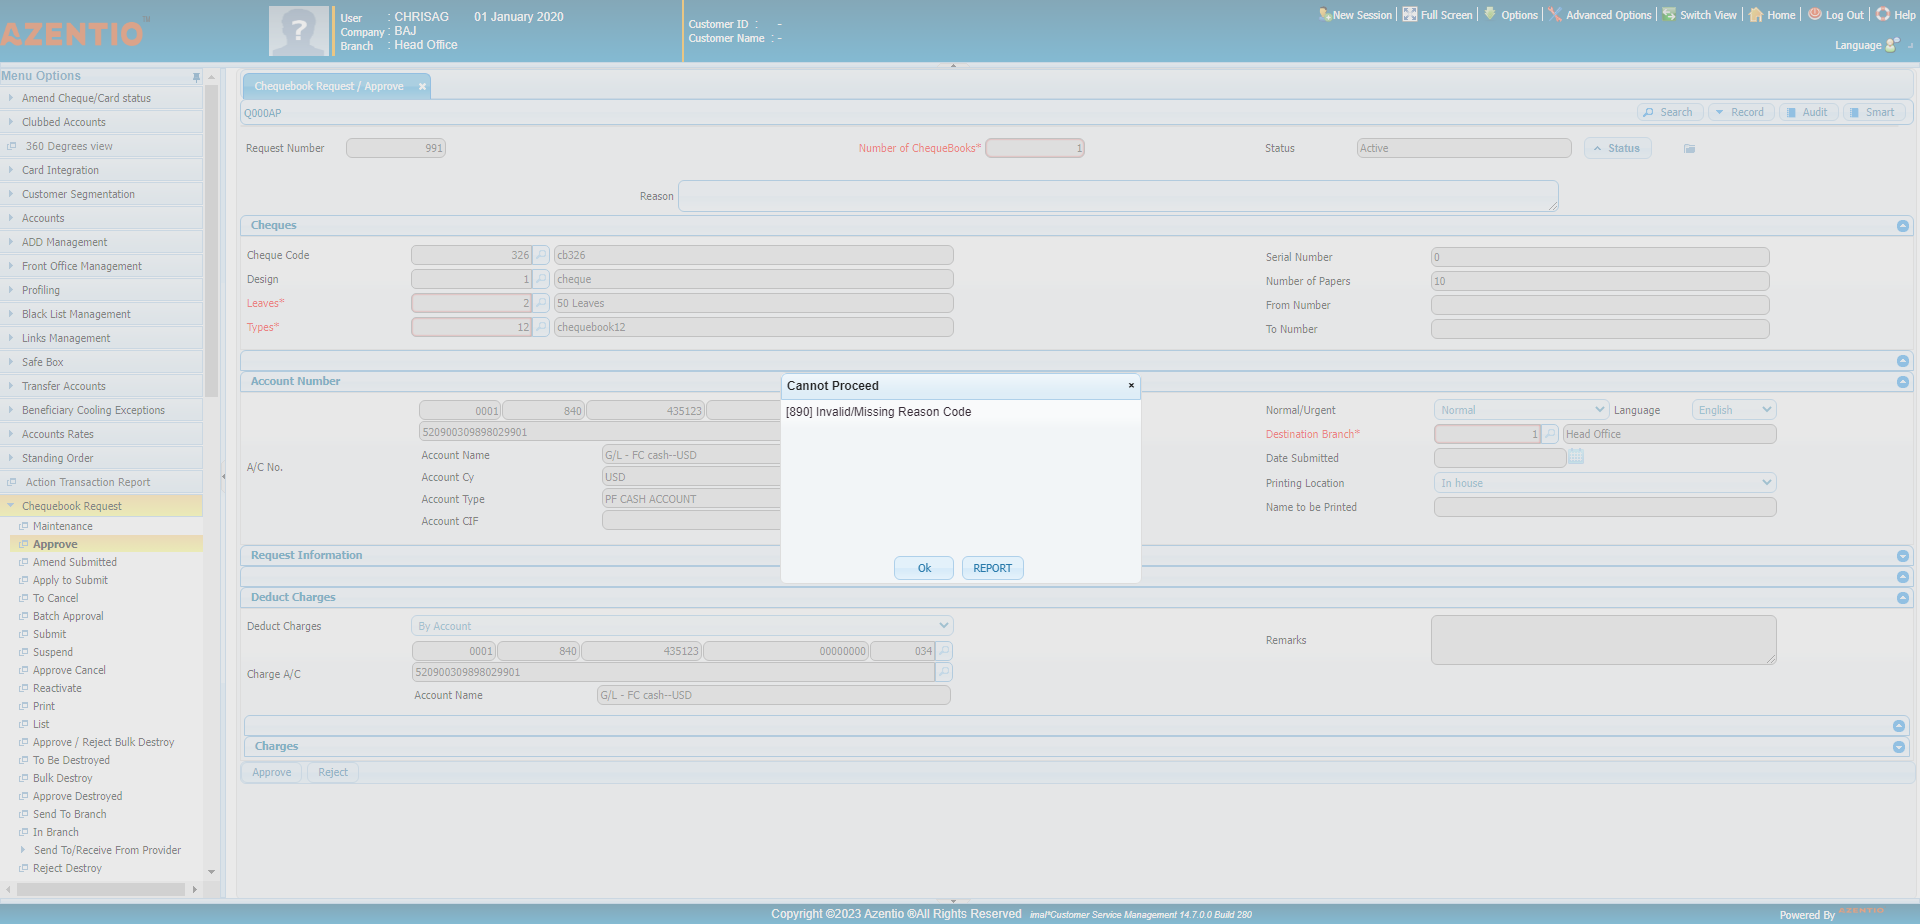 AZENTIO™
User : CHRISAG 01 January 2020
Company : BAJ
Branch : Head Office
Customer ID : -
Customer Name : -
New Session | Full Screen | Options | Advanced Options | Switch View | Home | Log Out | Help
Language
Menu Options
Amend Cheque/Card status
Clubbed Accounts
360 Degrees view
Card Integration
Customer Segmentation
Accounts
ADD Management
Front Office Management
Profiling
Black List Management
Links Management
Safe Box
Transfer Accounts
Beneficiary Cooling Exceptions
Accounts Rates
Standing Order
Action Transaction Report
Chequebook Request
Maintenance
Approve
Amend Submitted
Apply to Submit
To Cancel
Batch Approval
Submit
Suspend
Approve Cancel
Reactivate
Print
List
Approve / Reject Bulk Destroy
To Be Destroyed
Bulk Destroy
Approve Destroyed
Send To Branch
In Branch
Send To/Receive From Provider
Reject Destroy
Chequebook Request / Approve ×
Q000AP
Search Record Audit Smart
Request Number 991 Number of ChequeBooks* 1 Status Active Status
Reason
Cheques
Cheque Code 326 cb326 Serial Number 0
Design 1 cheque Number of Papers 10
Leaves* 2 50 Leaves From Number
Types* 12 chequebook12 To Number
Account Number
0001 840 435123 Normal/Urgent Normal Language English
520900309898029901 Destination Branch* 1 Head Office
Account Name G/L - FC cash--USD Date Submitted
A/C No.
Account Cy USD Printing Location In house
Account Type PF CASH ACCOUNT Name to be Printed
Account CIF
Cannot Proceed ×
[890] Invalid/Missing Reason Code
Ok REPORT
Request Information
Deduct Charges
Deduct Charges By Account Remarks
0001 840 435123 00000000 034
Charge A/C 520900309898029901
Account Name G/L - FC cash--USD
Charges
Approve Reject
Copyright ©2023 Azentio ®All Rights Reserved imal*Customer Service Management 14.7.0.0 Build 280
Powered By AZENTIO